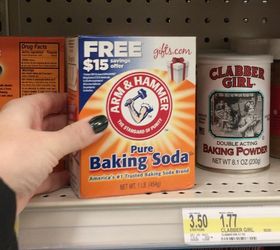 Drug Facts
FREE
$15
savings
offer
gifts.com
ARM & HAMMER
THE STANDARD OF PURITY
Pure
Baking Soda
America's #1 Trusted Baking Soda Brand
NET WT. 1 LB. (454g)
CLABBER
GIRL
DOUBLE ACTING
BAKING POWDER
NET WT 8.1 OZ (230g)
3.50
1.77
CLABBER GIRL